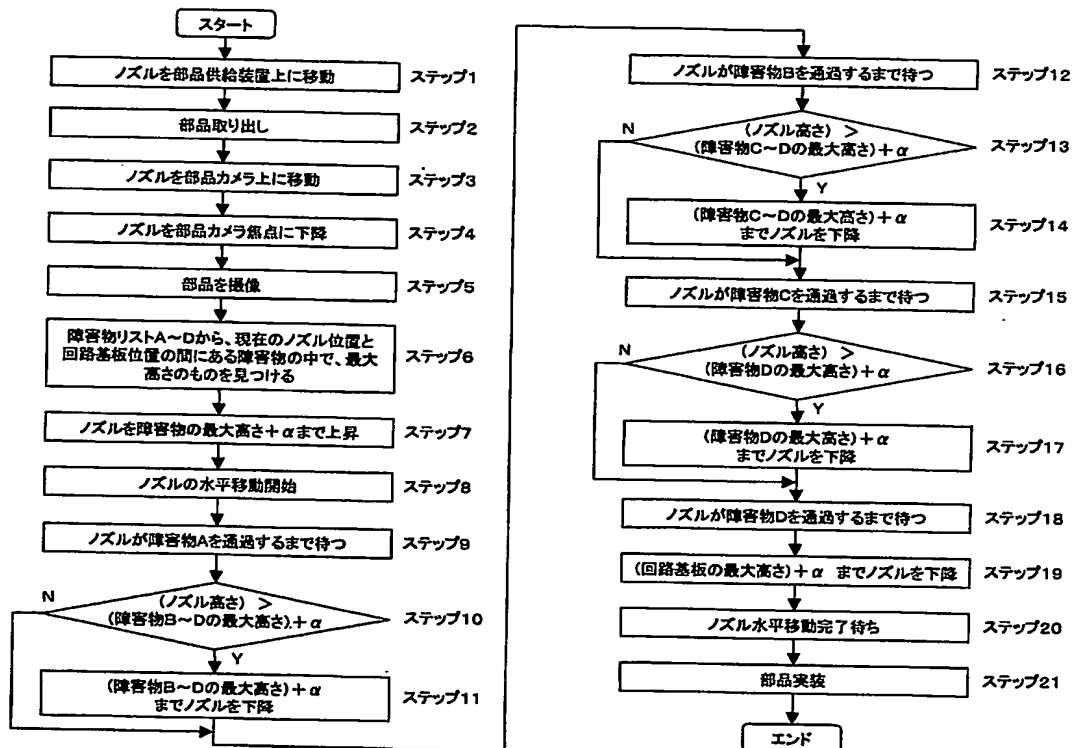 スタート
ノズルを部品供給装置上に移動
ステップ1
部品取り出し
ステップ2
ノズルを部品カメラ上に移動
ステップ3
ノズルを部品カメラ焦点に下降
ステップ4
部品を撮像
ステップ5
障害物リストA～Dから、現在のノズル位置と
回路基板位置の間にある障害物の中で、最大
高さのものを見つける
ステップ6
ノズルを障害物の最大高さ+αまで上昇
ステップ7
ノズルの水平移動開始
ステップ8
ノズルが障害物Aを通過するまで待つ
ステップ9
N
(ノズル高さ) >
(障害物B～Dの最大高さ)+α
ステップ10
Y
(障害物B～Dの最大高さ)+α
までノズルを下降
ステップ11
ノズルが障害物Bを通過するまで待つ
ステップ12
N
(ノズル高さ) >
(障害物C～Dの最大高さ)+α
ステップ13
Y
(障害物C～Dの最大高さ)+α
までノズルを下降
ステップ14
ノズルが障害物Cを通過するまで待つ
ステップ15
N
(ノズル高さ) >
(障害物Dの最大高さ)+α
ステップ16
Y
(障害物Dの最大高さ)+α
までノズルを下降
ステップ17
ノズルが障害物Dを通過するまで待つ
ステップ18
(回路基板の最大高さ)+α までノズルを下降
ステップ19
ノズル水平移動完了待ち
ステップ20
部品実装
ステップ21
エンド